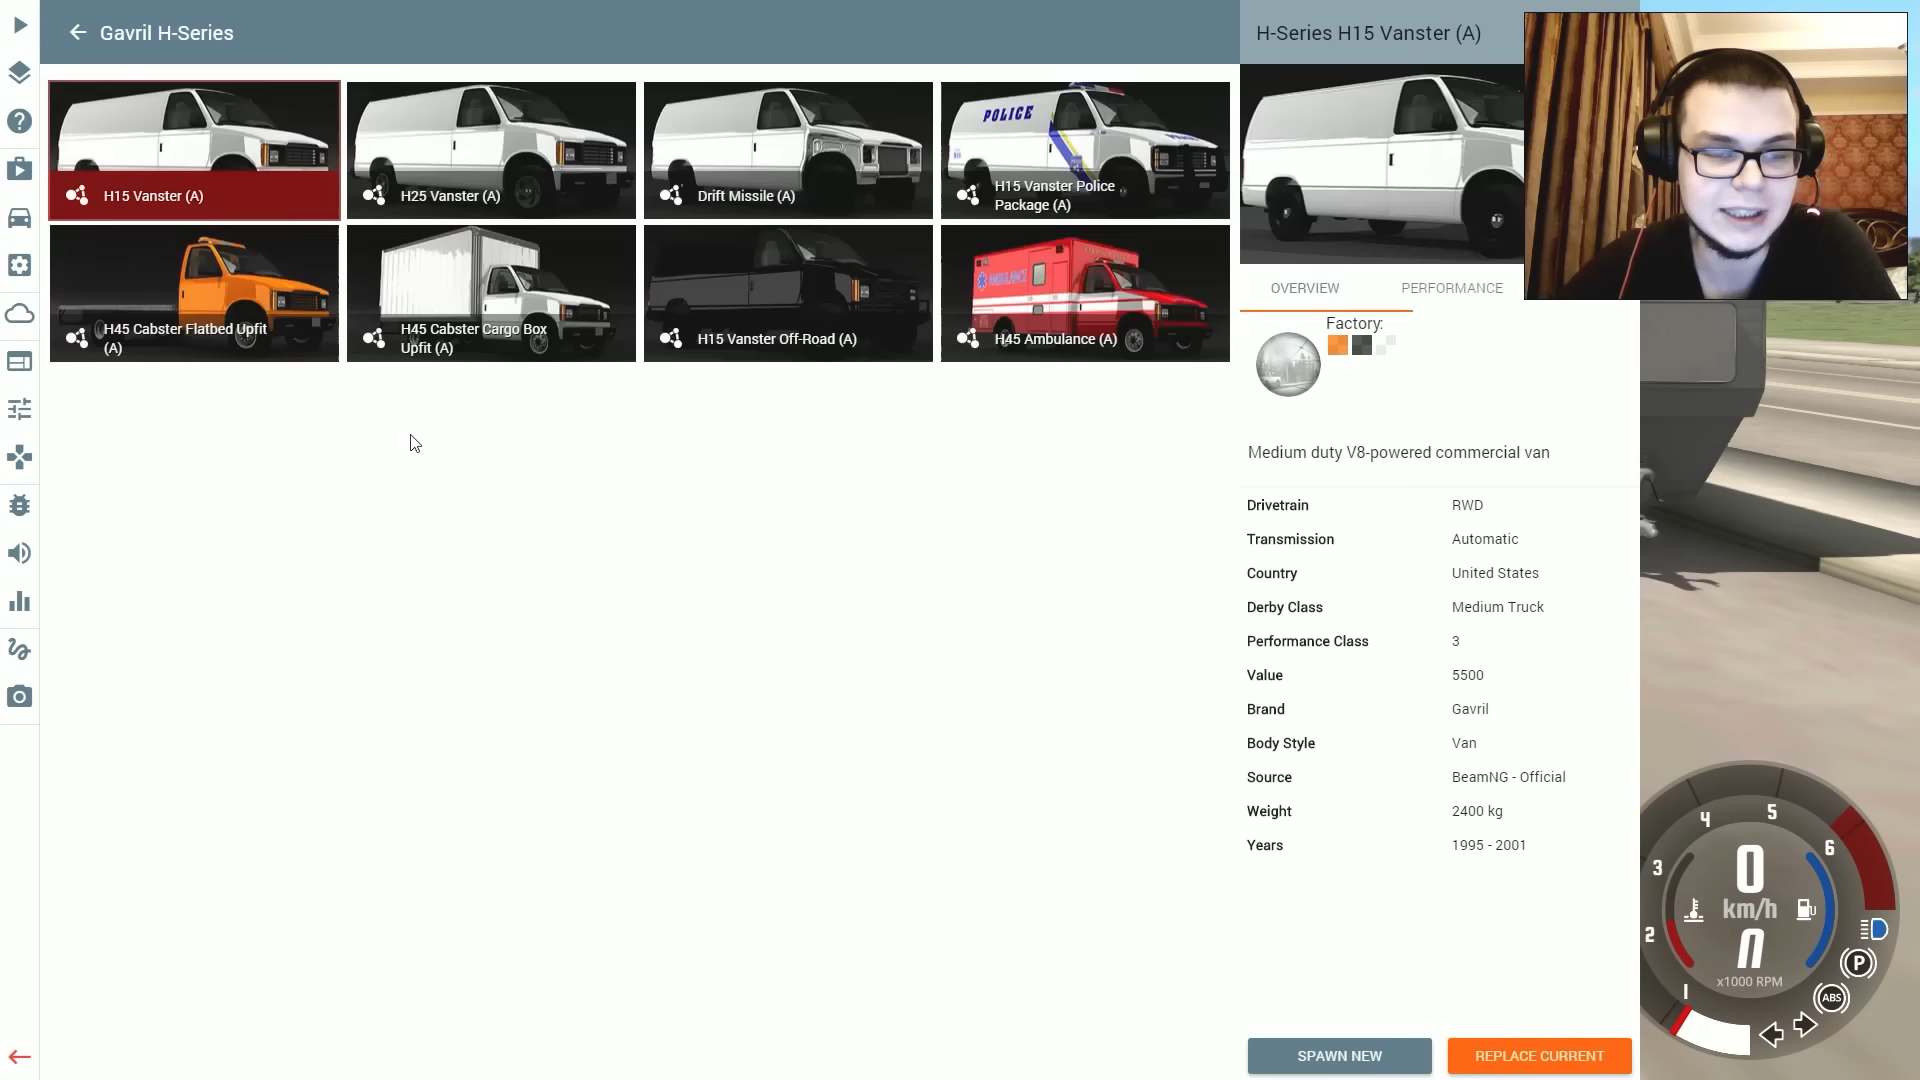 Gavril H-Series
H-Series H15 Vanster (A)
POLICE
H15 Vanster (A)
H25 Vanster (A)
Drift Missile (A)
H15 Vanster Police
Package (A)
AMBULANCE
H45 Cabster Flatbed Upfit
(A)
H45 Cabster Cargo Box
Upfit (A)
H15 Vanster Off-Road (A)
H45 Ambulance (A)
OVERVIEW
PERFORMANCE
Factory:
Medium duty V8-powered commercial van
Drivetrain RWD
Transmission Automatic
Country United States
Derby Class Medium Truck
Performance Class 3
Value 5500
Brand Gavril
Body Style Van
Source BeamNG - Official
Weight 2400 kg
Years 1995 - 2001
SPAWN NEW
REPLACE CURRENT
1
2
3
4
5
6
0
km/h
n
x1000 RPM
P
ABS